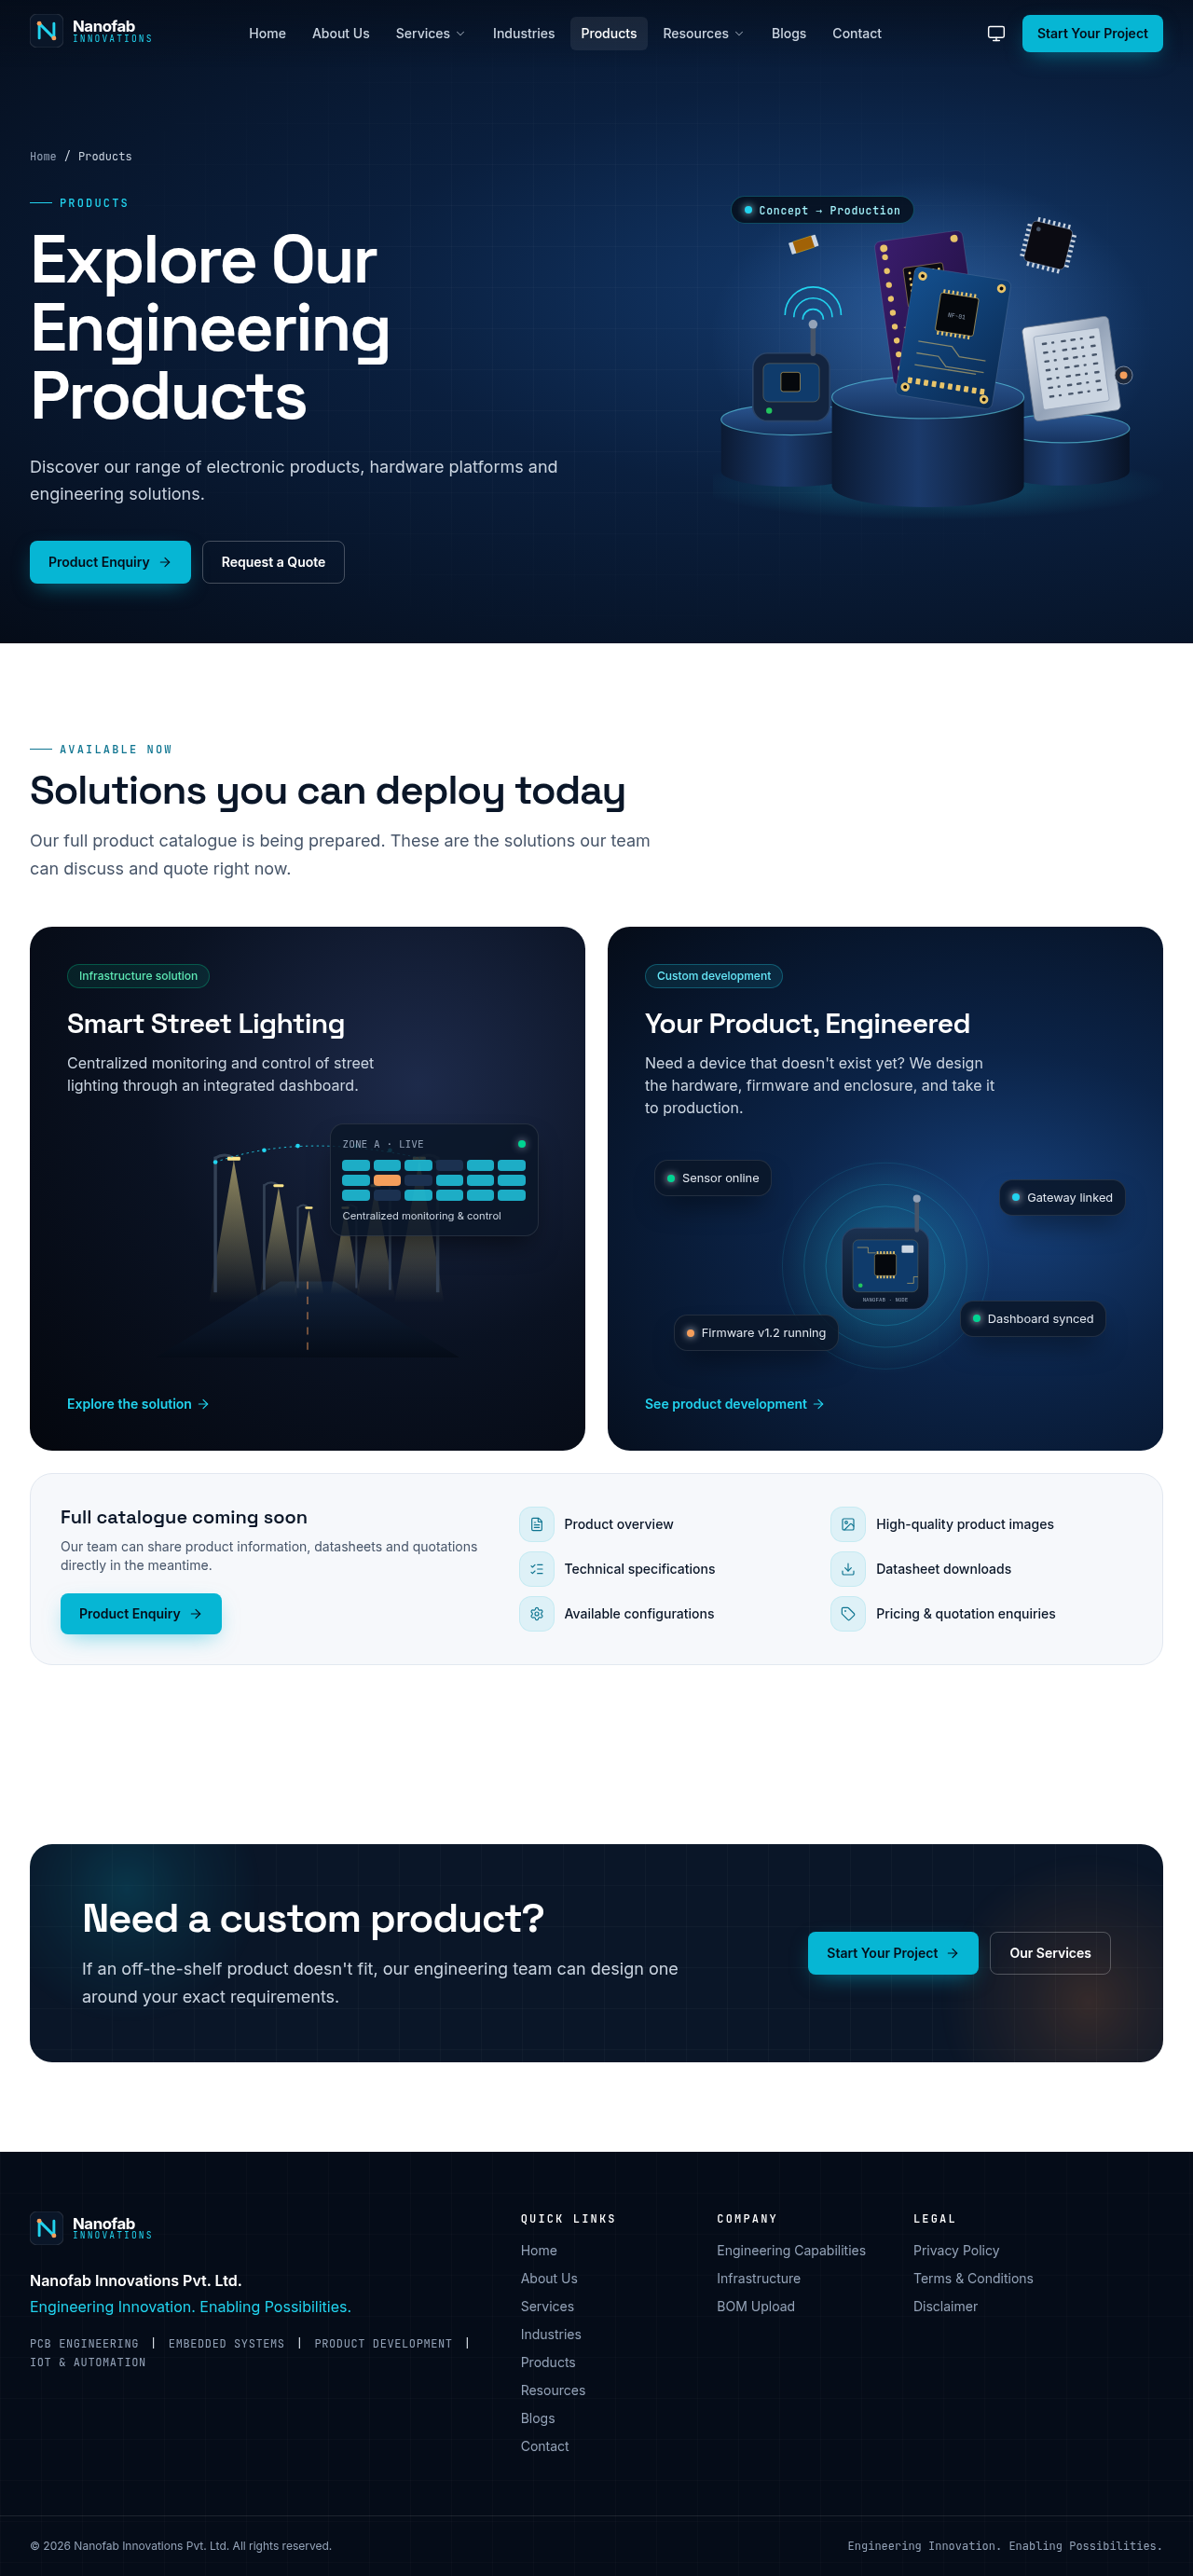 Nanofab
INNOVATIONS
Home
About Us
Services
Industries
Products
Resources
Blogs
Contact
Start Your Project
Home / Products
PRODUCTS
Explore Our
Engineering
Products
Discover our range of electronic products, hardware platforms and
engineering solutions.
Product Enquiry
Request a Quote
Concept → Production
NF-01
AVAILABLE NOW
Solutions you can deploy today
Our full product catalogue is being prepared. These are the solutions our team
can discuss and quote right now.
Infrastructure solution
Smart Street Lighting
Centralized monitoring and control of street
lighting through an integrated dashboard.
ZONE A · LIVE
Centralized monitoring & control
Explore the solution
Custom development
Your Product, Engineered
Need a device that doesn't exist yet? We design
the hardware, firmware and enclosure, and take it
to production.
Sensor online
Gateway linked
NANOFAB · NODE
Dashboard synced
Firmware v1.2 running
See product development
Full catalogue coming soon
Our team can share product information, datasheets and quotations
directly in the meantime.
Product Enquiry
Product overview
High-quality product images
Technical specifications
Datasheet downloads
Available configurations
Pricing & quotation enquiries
Need a custom product?
If an off-the-shelf product doesn't fit, our engineering team can design one
around your exact requirements.
Start Your Project
Our Services
Nanofab
INNOVATIONS
Nanofab Innovations Pvt. Ltd.
Engineering Innovation. Enabling Possibilities.
PCB ENGINEERING | EMBEDDED SYSTEMS | PRODUCT DEVELOPMENT |
IOT & AUTOMATION
QUICK LINKS
Home
About Us
Services
Industries
Products
Resources
Blogs
Contact
COMPANY
Engineering Capabilities
Infrastructure
BOM Upload
LEGAL
Privacy Policy
Terms & Conditions
Disclaimer
© 2026 Nanofab Innovations Pvt. Ltd. All rights reserved.
Engineering Innovation. Enabling Possibilities.